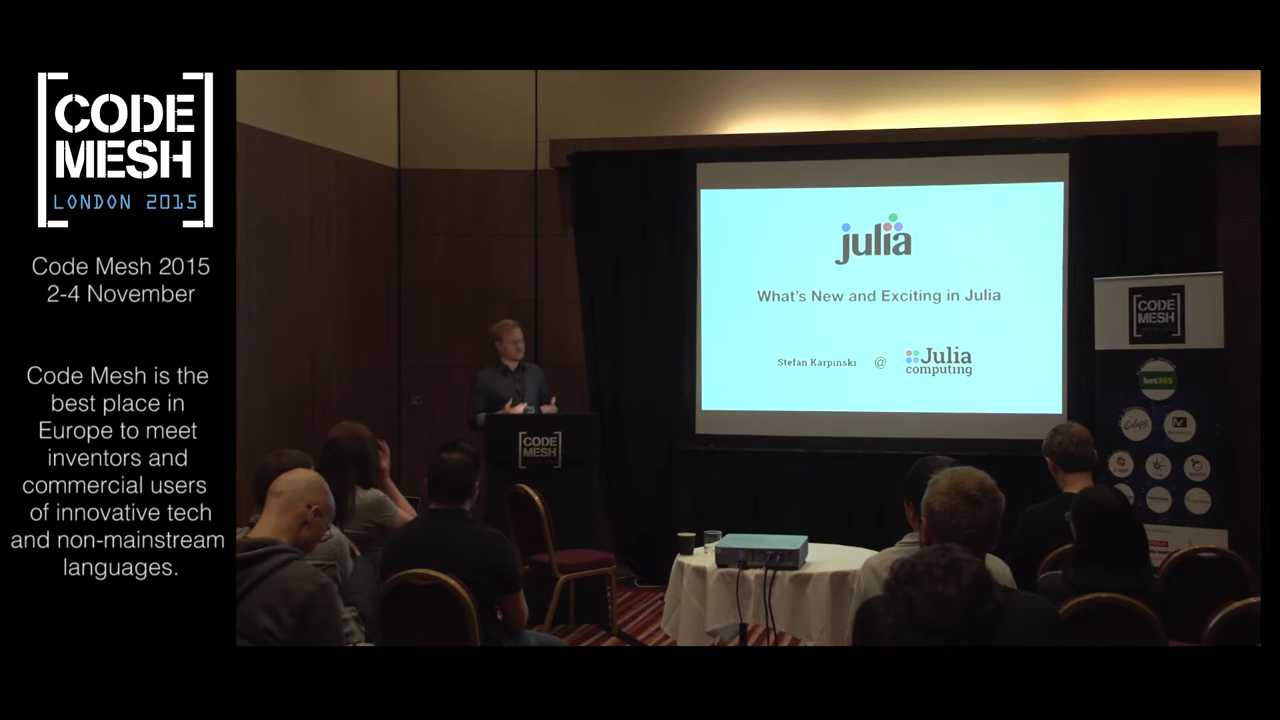 CODE
MESH
LONDON 2015
Code Mesh 2015
2-4 November
Code Mesh is the
best place in
Europe to meet
inventors and
commercial users
of innovative tech
and non-mainstream
languages.
julia
What's New and Exciting in Julia
Stefan Karpinski @ Julia
computing
CODE
MESH
CODE
MESH
bet365